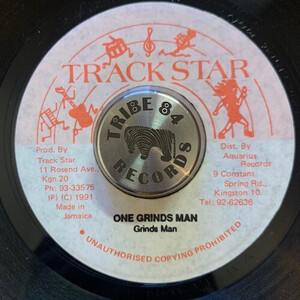 TRACK STAR
TRIBE 84
RECORDS
Prod. By
Track Star
11 Rosend Ave.,
Kgn 20
Ph: 93-33575
(P) (C) 1991
Made in
Jamaica
Dist. By
Aquarius
Records
9 Constant
Spring Rd.,
Kingston 10.
Tel: 92-62636
ONE GRINDS MAN
Grinds Man
• UNAUTHORISED COPYING PROHIBITED •